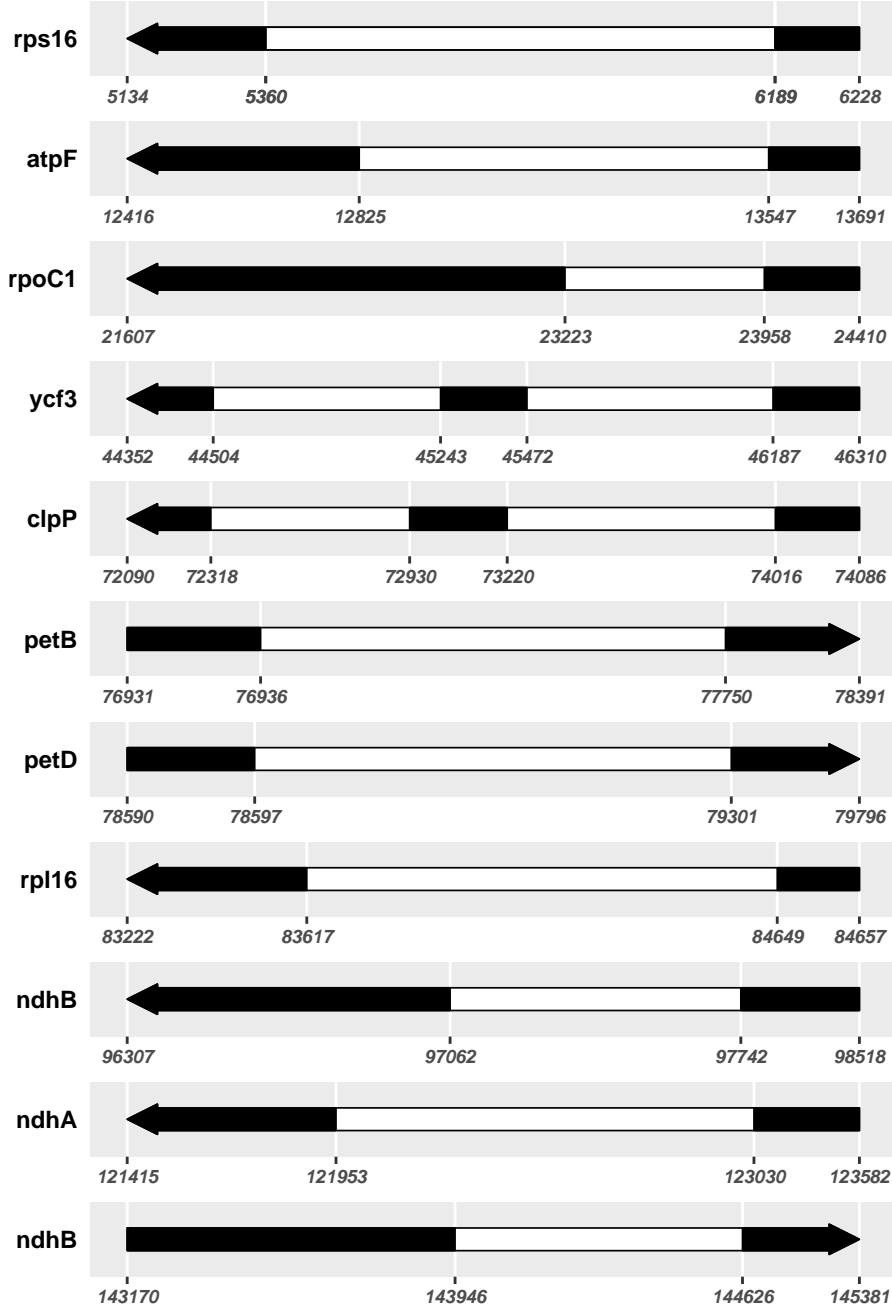 rps16
5134 5360 6189 6228
atpF
12416 12825 13547 13691
rpoC1
21607 23223 23958 24410
ycf3
44352 44504 45243 45472 46187 46310
clpP
72090 72318 72930 73220 74016 74086
petB
76931 76936 77750 78391
petD
78590 78597 79301 79796
rpl16
83222 83617 84649 84657
ndhB
96307 97062 97742 98518
ndhA
121415 121953 123030 123582
ndhB
143170 143946 144626 145381